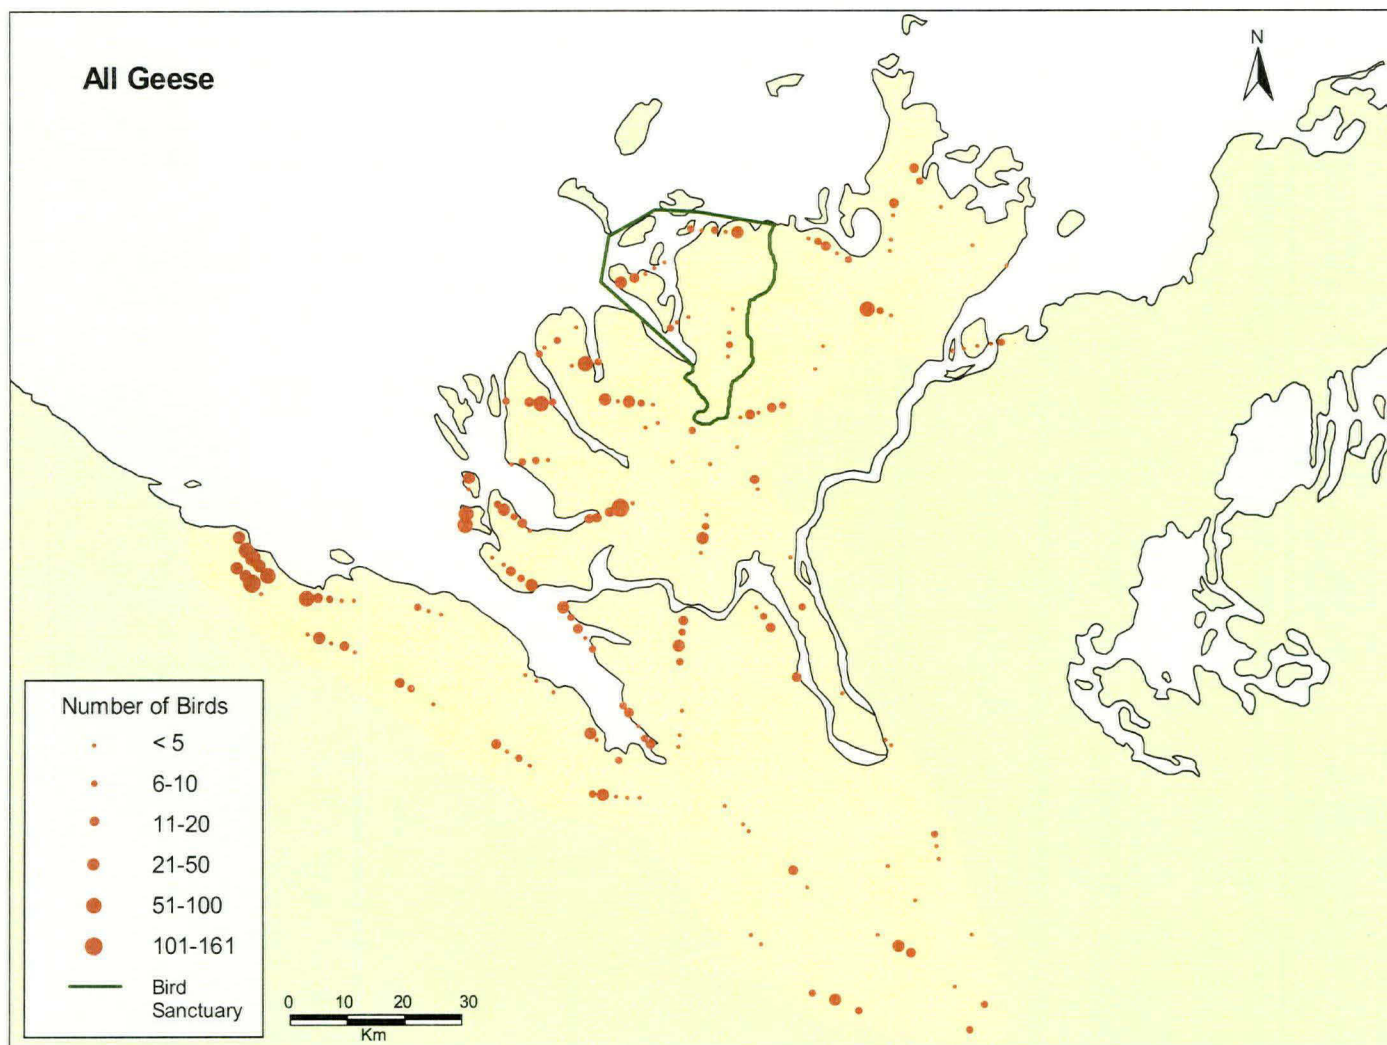 All Geese
N
Number of Birds
< 5
6-10
11-20
21-50
51-100
101-161
Bird
Sanctuary
0 10 20 30
Km